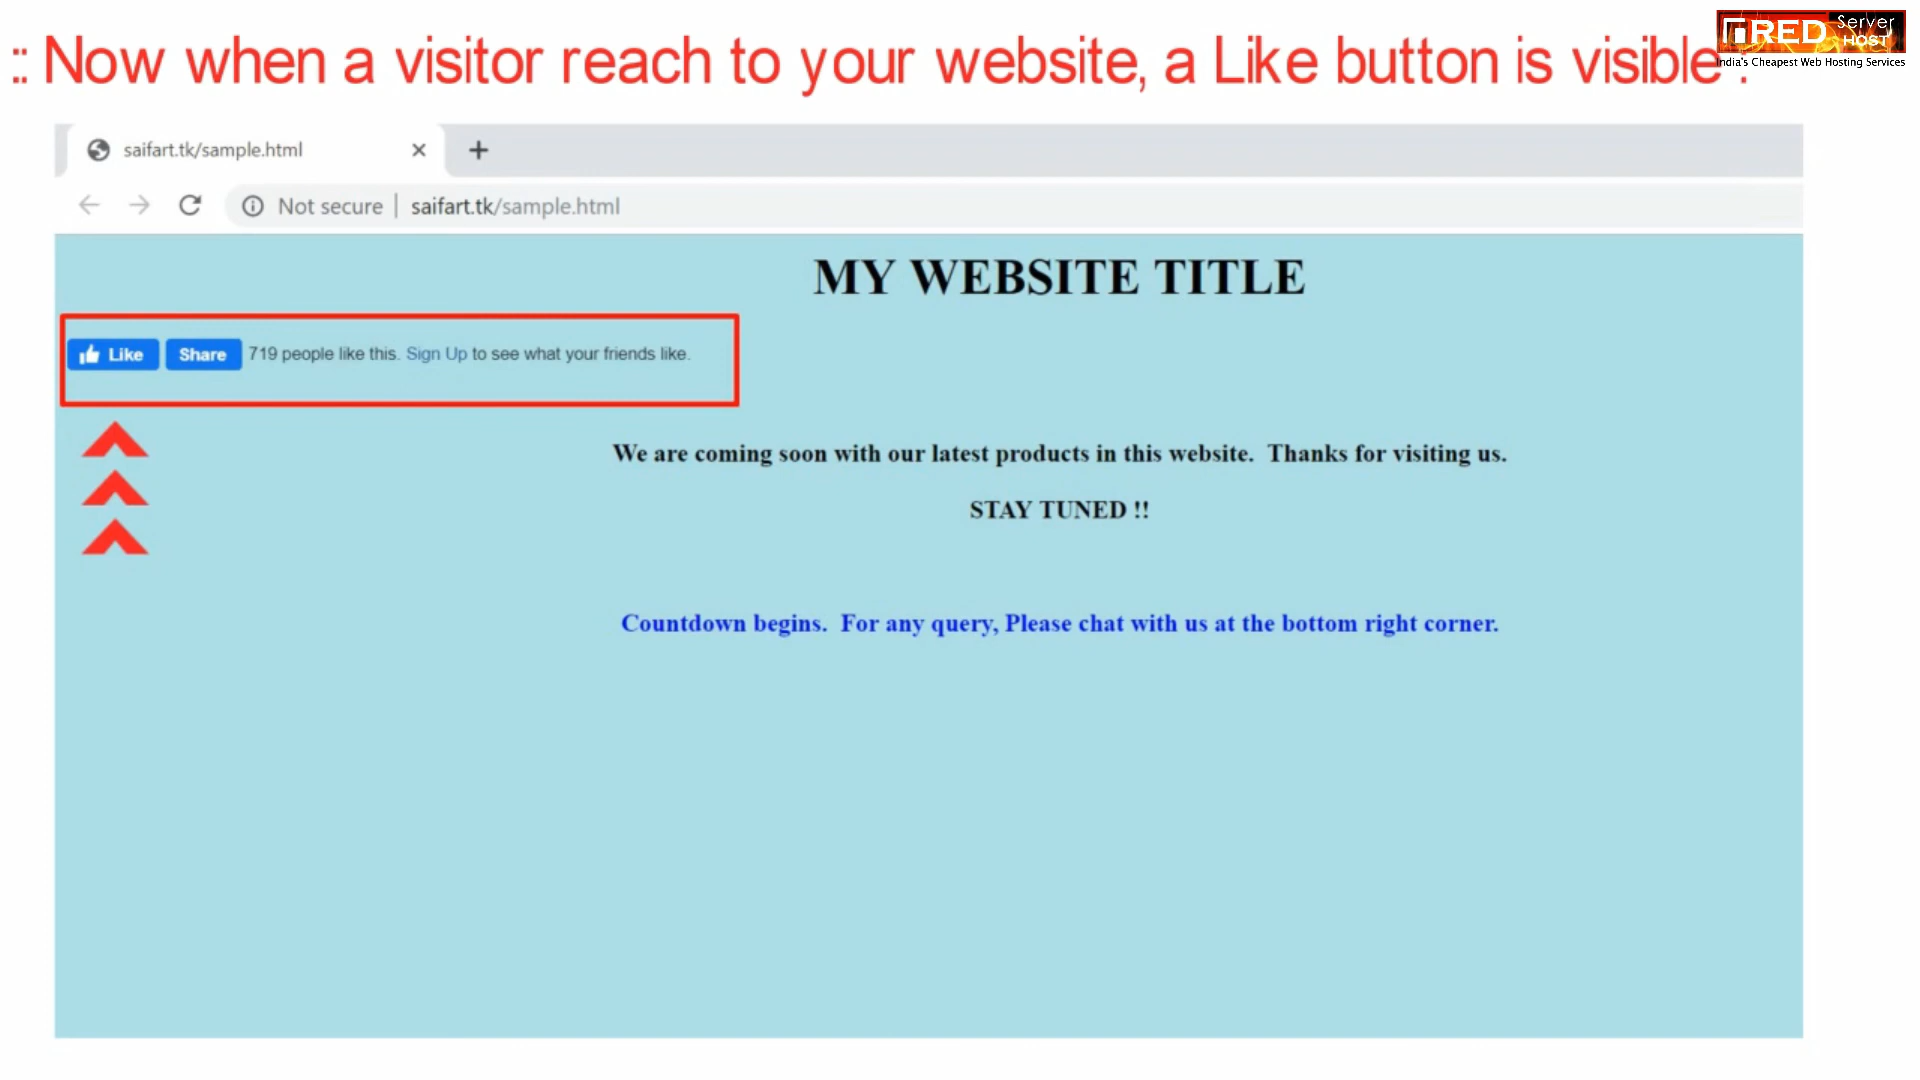 :: Now when a visitor reach to your website, a Like button is visible :
RED Server
HOST
India's Cheapest Web Hosting Services
saifart.tk/sample.html
Not secure | saifart.tk/sample.html
MY WEBSITE TITLE
Like Share 719 people like this. Sign Up to see what your friends like.
We are coming soon with our latest products in this website. Thanks for visiting us.
STAY TUNED !!
Countdown begins. For any query, Please chat with us at the bottom right corner.